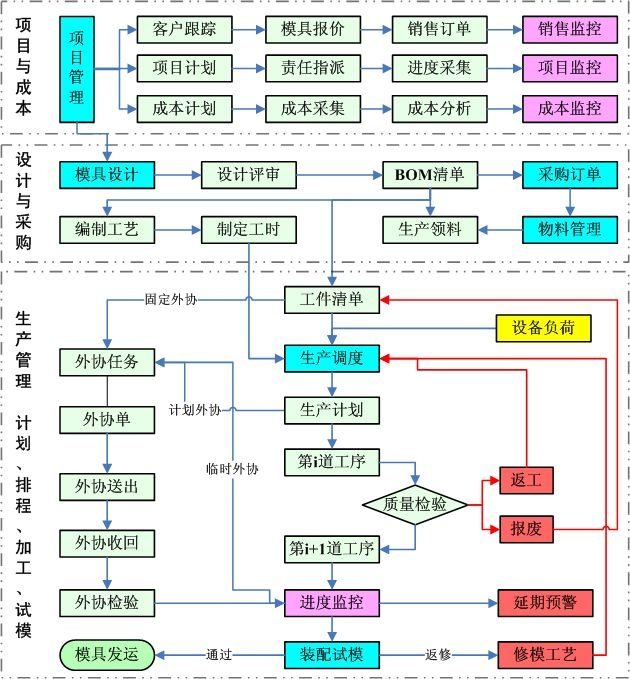 项目与成本
项目管理
客户跟踪
模具报价
销售订单
销售监控
项目计划
责任指派
进度采集
项目监控
成本计划
成本采集
成本分析
成本监控
设计与采购
模具设计
设计评审
BOM清单
采购订单
编制工艺
制定工时
生产领料
物料管理
生产管理 计划、排程、加工、试模
固定外协
工件清单
设备负荷
外协任务
生产调度
计划外协
生产计划
外协单
临时外协
第i道工序
外协送出
质量检验
返工
报废
外协收回
第i+1道工序
外协检验
进度监控
延期预警
模具发运
通过
装配试模
返修
修模工艺